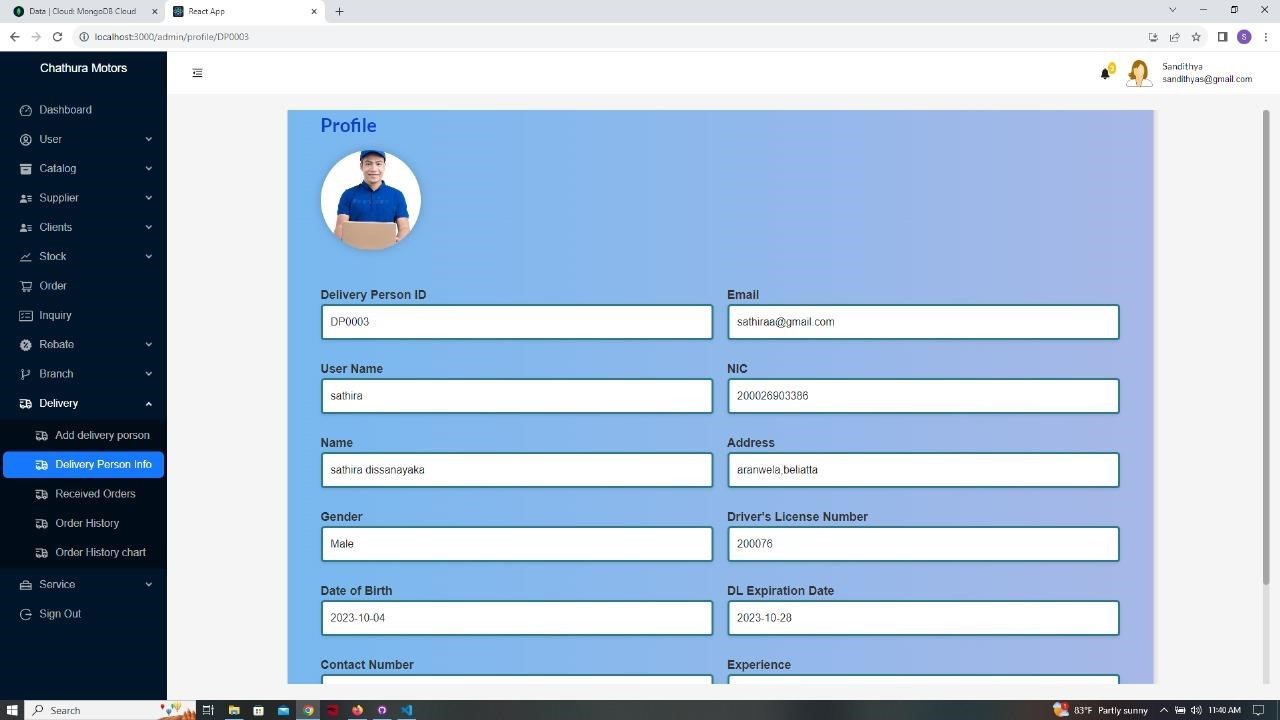 Data | Cloud: MongoDB Cloud
React App
localhost:3000/admin/profile/DP0003
S
Chathura Motors
Sandithya
sandithyas@gmail.com
Dashboard
User
Catalog
Supplier
Clients
Stock
Order
Inquiry
Rebate
Branch
Delivery
Add delivery person
Delivery Person Info
Received Orders
Order History
Order History chart
Service
Sign Out
Profile
Delivery Person ID
DP0003
Email
sathiraa@gmail.com
User Name
sathira
NIC
200026903386
Name
sathira dissanayaka
Address
aranwela,beliatta
Gender
Male
Driver's License Number
200076
Date of Birth
2023-10-04
DL Expiration Date
2023-10-28
Contact Number
Experience
Search
83°F Partly sunny
11:40 AM